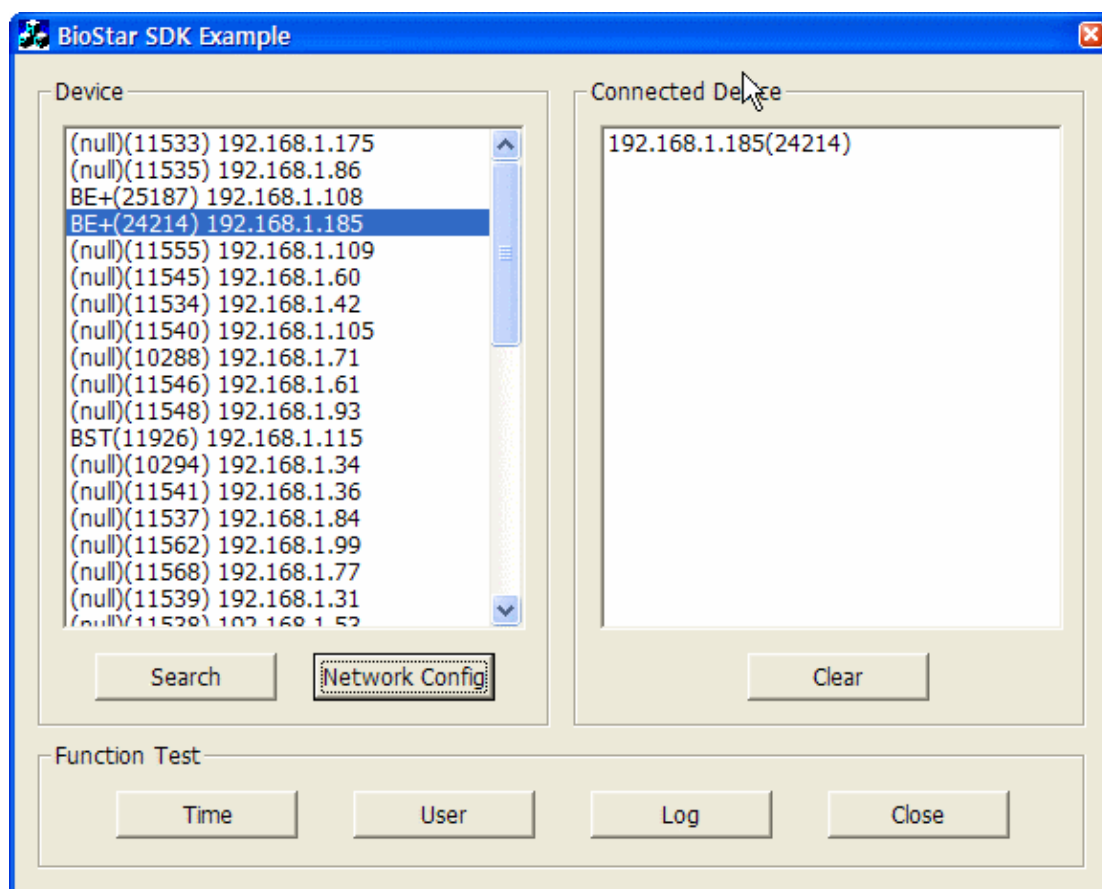 BioStar SDK Example
Device
(null)(11533) 192.168.1.175
(null)(11535) 192.168.1.86
BE+(25187) 192.168.1.108
BE+(24214) 192.168.1.185
(null)(11555) 192.168.1.109
(null)(11545) 192.168.1.60
(null)(11534) 192.168.1.42
(null)(11540) 192.168.1.105
(null)(10288) 192.168.1.71
(null)(11546) 192.168.1.61
(null)(11548) 192.168.1.93
BST(11926) 192.168.1.115
(null)(10294) 192.168.1.34
(null)(11541) 192.168.1.36
(null)(11537) 192.168.1.84
(null)(11562) 192.168.1.99
(null)(11568) 192.168.1.77
(null)(11539) 192.168.1.31
(null)(11538) 192.168.1.53
Search
Network Config
Connected Device
192.168.1.185(24214)
Clear
Function Test
Time
User
Log
Close